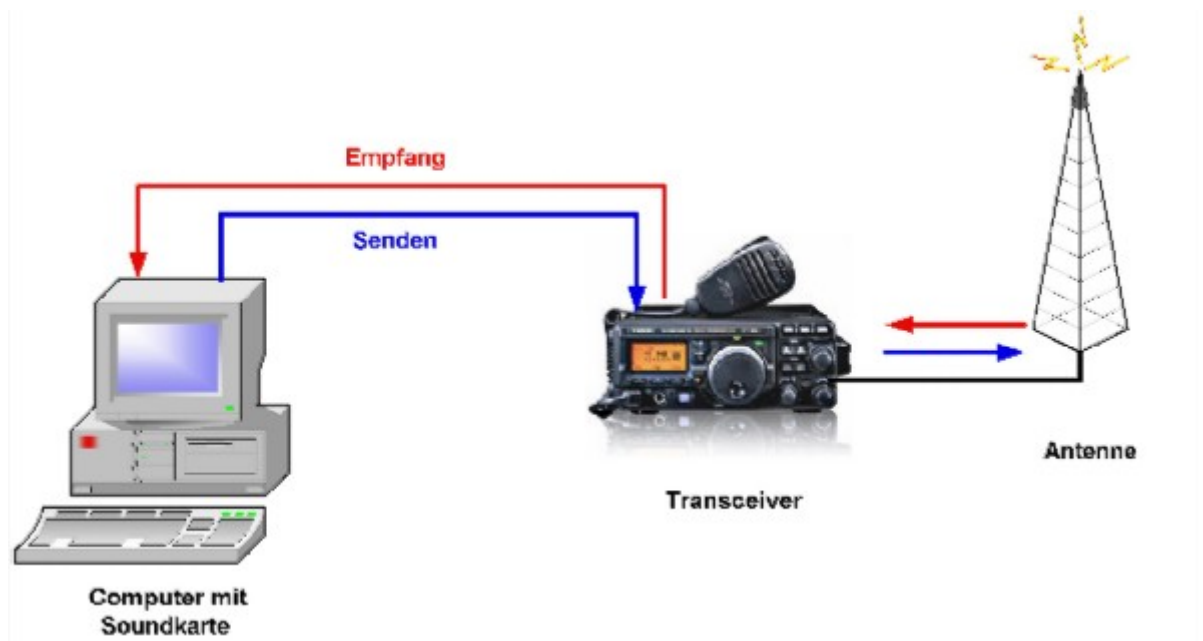 Empfang
Senden
Antenne
Transceiver
Computer mit
Soundkarte